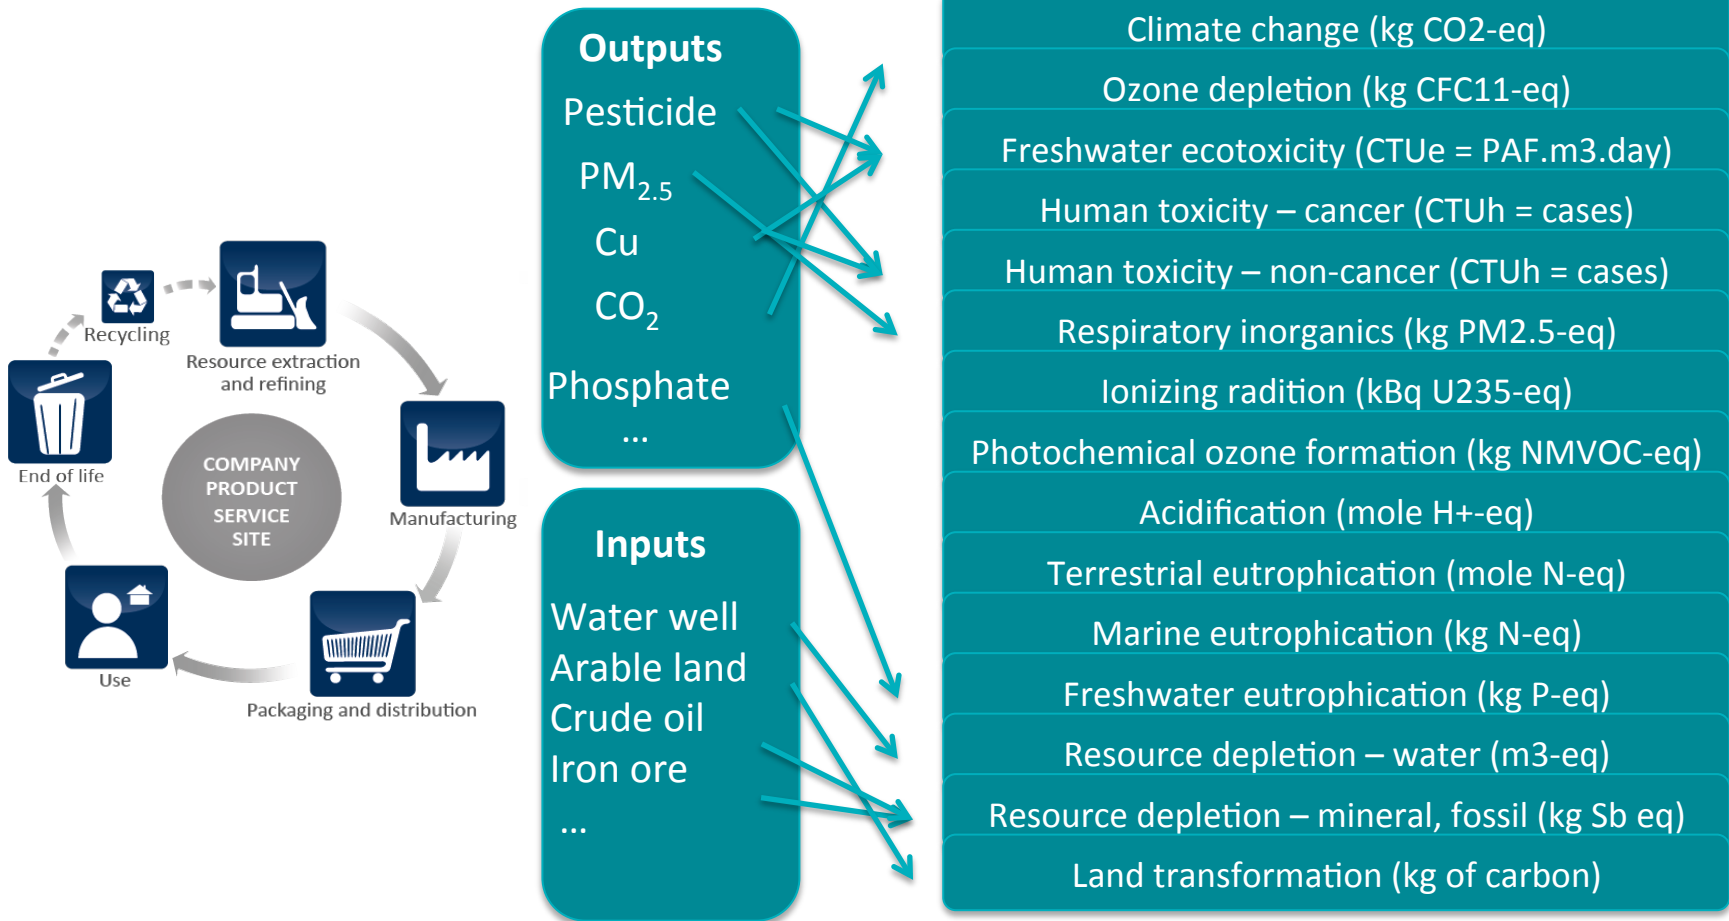 Recycling
Resource extraction
and refining
Manufacturing
Packaging and distribution
Use
End of life
COMPANY
PRODUCT
SERVICE
SITE
Outputs
Pesticide
PM2.5
Cu
CO2
Phosphate
...
Inputs
Water well
Arable land
Crude oil
Iron ore
...
Climate change (kg CO2-eq)
Ozone depletion (kg CFC11-eq)
Freshwater ecotoxicity (CTUe = PAF.m3.day)
Human toxicity – cancer (CTUh = cases)
Human toxicity – non-cancer (CTUh = cases)
Respiratory inorganics (kg PM2.5-eq)
Ionizing radition (kBq U235-eq)
Photochemical ozone formation (kg NMVOC-eq)
Acidification (mole H+-eq)
Terrestrial eutrophication (mole N-eq)
Marine eutrophication (kg N-eq)
Freshwater eutrophication (kg P-eq)
Resource depletion – water (m3-eq)
Resource depletion – mineral, fossil (kg Sb eq)
Land transformation (kg of carbon)